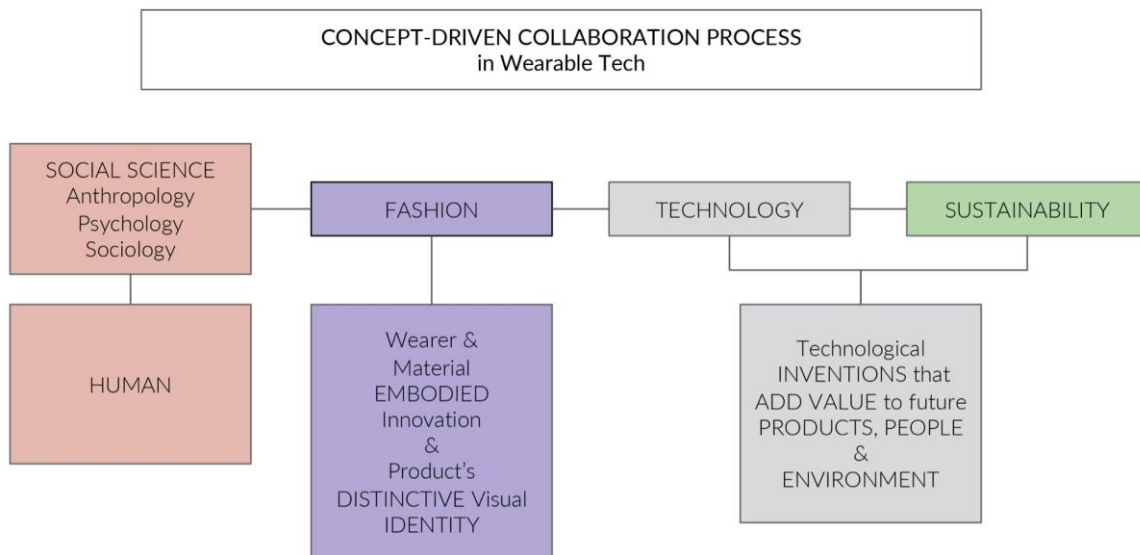 CONCEPT-DRIVEN COLLABORATION PROCESS
in Wearable Tech
SOCIAL SCIENCE
Anthropology
Psychology
Sociology
FASHION
TECHNOLOGY
SUSTAINABILITY
HUMAN
Wearer &
Material
EMBODIED
Innovation
&
Product’s
DISTINCTIVE Visual
IDENTITY
Technological
INVENTIONS that
ADD VALUE to future
PRODUCTS, PEOPLE
&
ENVIRONMENT